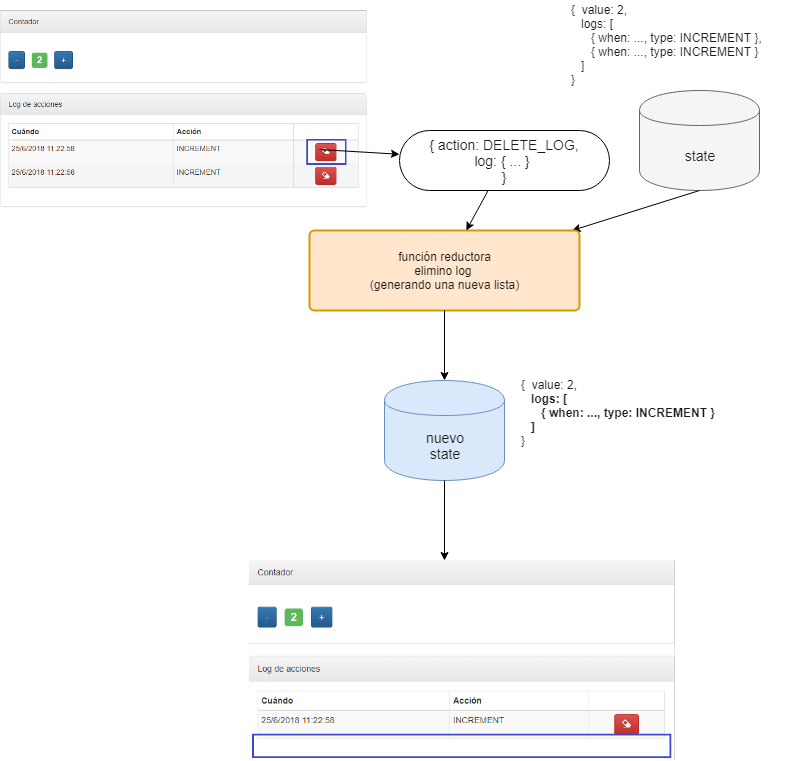 Contador
- 2 +
Log de acciones
Cuándo Acción
25/6/2018 11:22:58 INCREMENT
25/6/2018 11:22:58 INCREMENT
{ value: 2,
logs: [
{ when: ..., type: INCREMENT },
{ when: ..., type: INCREMENT }
]
}
{ action: DELETE_LOG,
log: { ... }
}
state
función reductora
elimino log
(generando una nueva lista)
{ value: 2,
logs: [
{ when: ..., type: INCREMENT }
]
}
nuevo
state
Contador
- 2 +
Log de acciones
Cuándo Acción
25/6/2018 11:22:58 INCREMENT